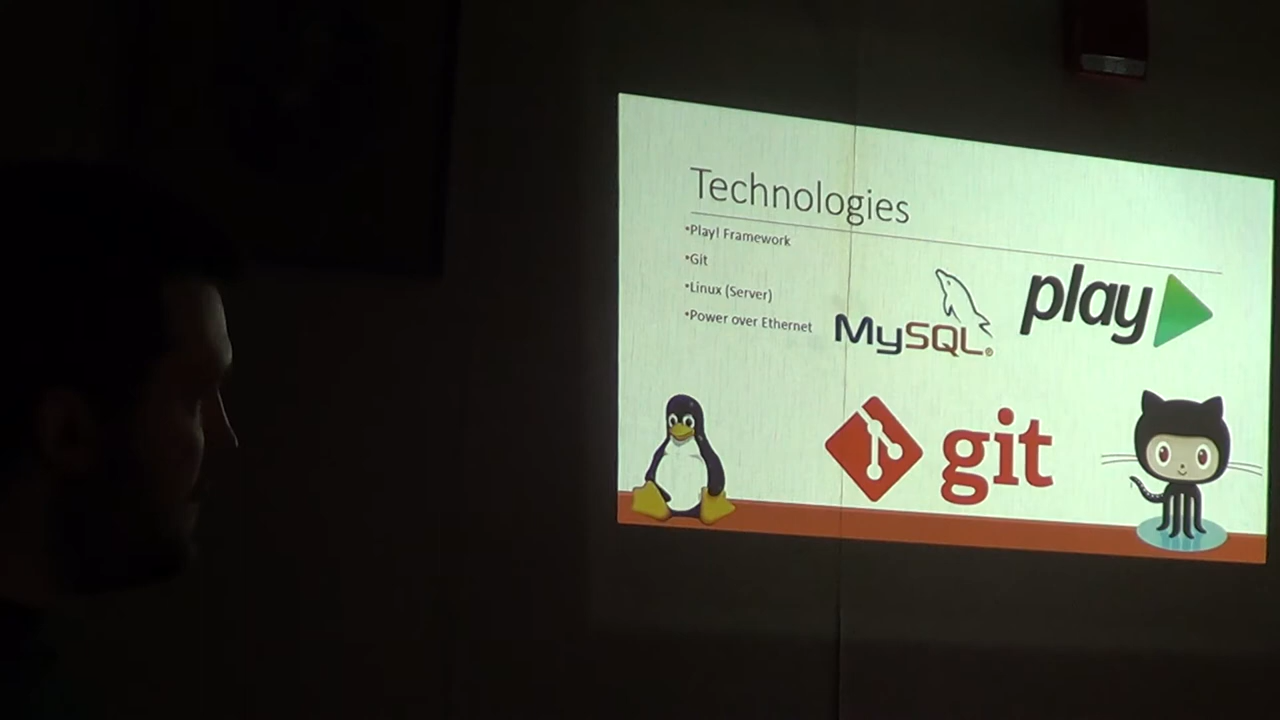 Technologies
•Play! Framework
•Git
•Linux (Server)
•Power over Ethernet
MySQL®
play
git